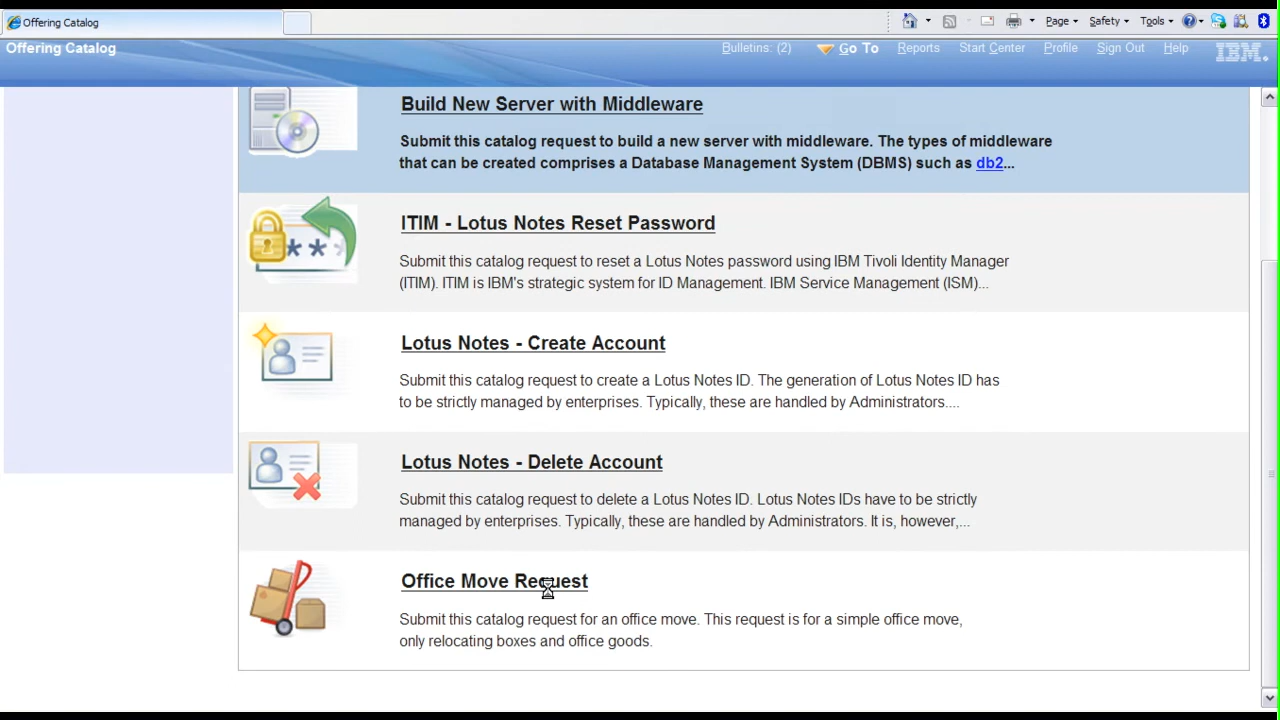 Offering Catalog
Page
Safety
Tools
Offering Catalog
Bulletins: (2)
Go To
Reports
Start Center
Profile
Sign Out
Help
IBM.
Build New Server with Middleware
Submit this catalog request to build a new server with middleware. The types of middleware
that can be created comprises a Database Management System (DBMS) such as db2...
ITIM - Lotus Notes Reset Password
Submit this catalog request to reset a Lotus Notes password using IBM Tivoli Identity Manager
(ITIM). ITIM is IBM's strategic system for ID Management. IBM Service Management (ISM)...
Lotus Notes - Create Account
Submit this catalog request to create a Lotus Notes ID. The generation of Lotus Notes ID has
to be strictly managed by enterprises. Typically, these are handled by Administrators....
Lotus Notes - Delete Account
Submit this catalog request to delete a Lotus Notes ID. Lotus Notes IDs have to be strictly
managed by enterprises. Typically, these are handled by Administrators. It is, however,...
Office Move Request
Submit this catalog request for an office move. This request is for a simple office move,
only relocating boxes and office goods.